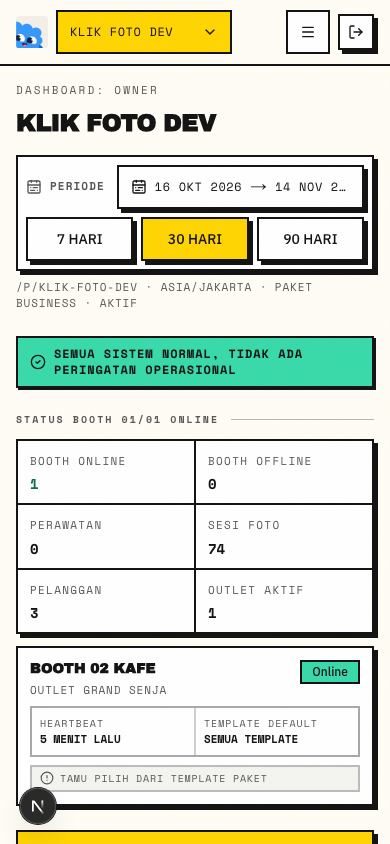 KLIK FOTO DEV
DASHBOARD: OWNER
KLIK FOTO DEV
PERIODE
16 OKT 2026 → 14 NOV 2…
7 HARI
30 HARI
90 HARI
/P/KLIK-FOTO-DEV · ASIA/JAKARTA · PAKET
BUSINESS · AKTIF
SEMUA SISTEM NORMAL, TIDAK ADA
PERINGATAN OPERASIONAL
STATUS BOOTH 01/01 ONLINE
BOOTH ONLINE
1
BOOTH OFFLINE
0
PERAWATAN
0
SESI FOTO
74
PELANGGAN
3
OUTLET AKTIF
1
BOOTH 02 KAFE
Online
OUTLET GRAND SENJA
HEARTBEAT
5 MENIT LALU
TEMPLATE DEFAULT
SEMUA TEMPLATE
TAMU PILIH DARI TEMPLATE PAKET
N